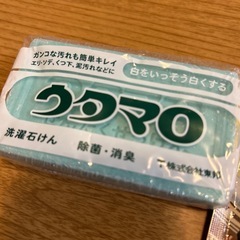 ガンコな汚れも簡単キレイ
エリ・ソデ、くつ下、泥汚れなどに
白をいっそう白くする
ウタマロ
洗濯石けん
除菌・消臭
株式会社東邦